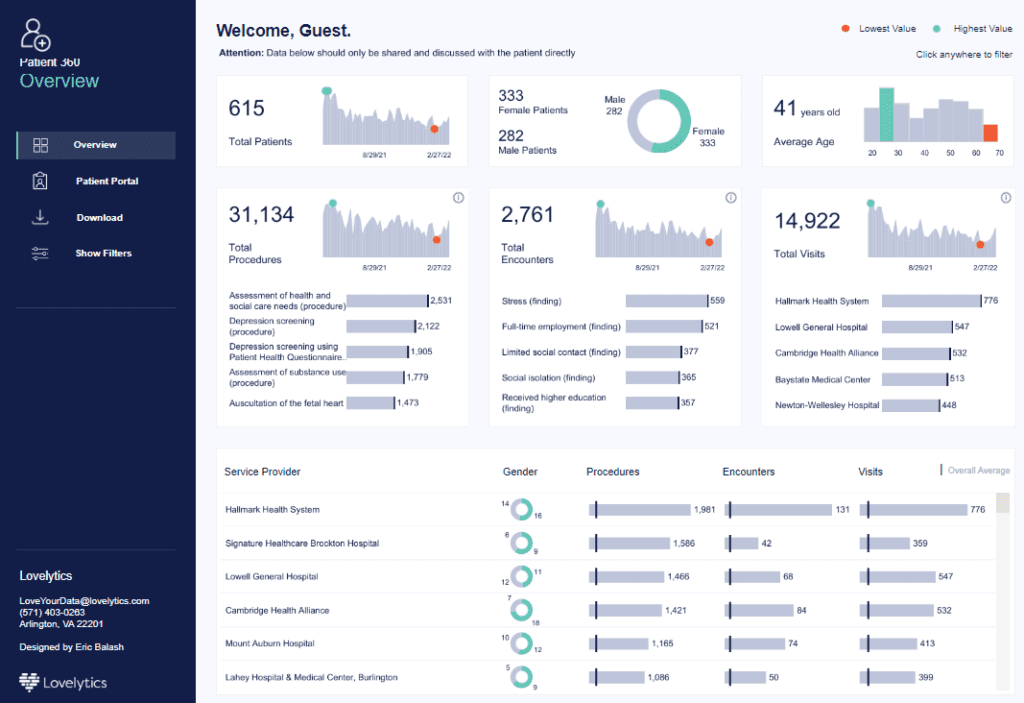 Patient 360
Overview
Overview
Patient Portal
Download
Show Filters
Lovelytics
LoveYourData@lovelytics.com
(571) 403-0263
Arlington, VA 22201
Designed by Eric Balash
Lovelytics
Welcome, Guest.
Attention: Data below should only be shared and discussed with the patient directly
Lowest Value
Highest Value
Click anywhere to filter
615
Total Patients
8/29/21
2/27/22
333
Female Patients
282
Male Patients
Male
282
Female
333
41 years old
Average Age
20 30 40 50 60 70
31,134
Total
Procedures
8/29/21
2/27/22
Assessment of health and
social care needs (procedure)
2,531
Depression screening
(procedure)
2,122
Depression screening using
Patient Health Questionnaire..
1,905
Assessment of substance use
(procedure)
1,779
Auscultation of the fetal heart
1,473
2,761
Total
Encounters
8/29/21
2/27/22
Stress (finding)
559
Full-time employment (finding)
521
Limited social contact (finding)
377
Social isolation (finding)
365
Received higher education
(finding)
357
14,922
Total Visits
8/29/21
2/27/22
Hallmark Health System
776
Lowell General Hospital
547
Cambridge Health Alliance
532
Baystate Medical Center
513
Newton-Wellesley Hospital
448
Service Provider Gender Procedures Encounters Visits Overall Average
Hallmark Health System 14 16 1,981 131 776
Signature Healthcare Brockton Hospital 6 9 1,586 42 359
Lowell General Hospital 12 11 1,466 68 547
Cambridge Health Alliance 7 18 1,421 84 532
Mount Auburn Hospital 10 12 1,165 74 413
Lahey Hospital & Medical Center, Burlington 5 9 1,086 50 399